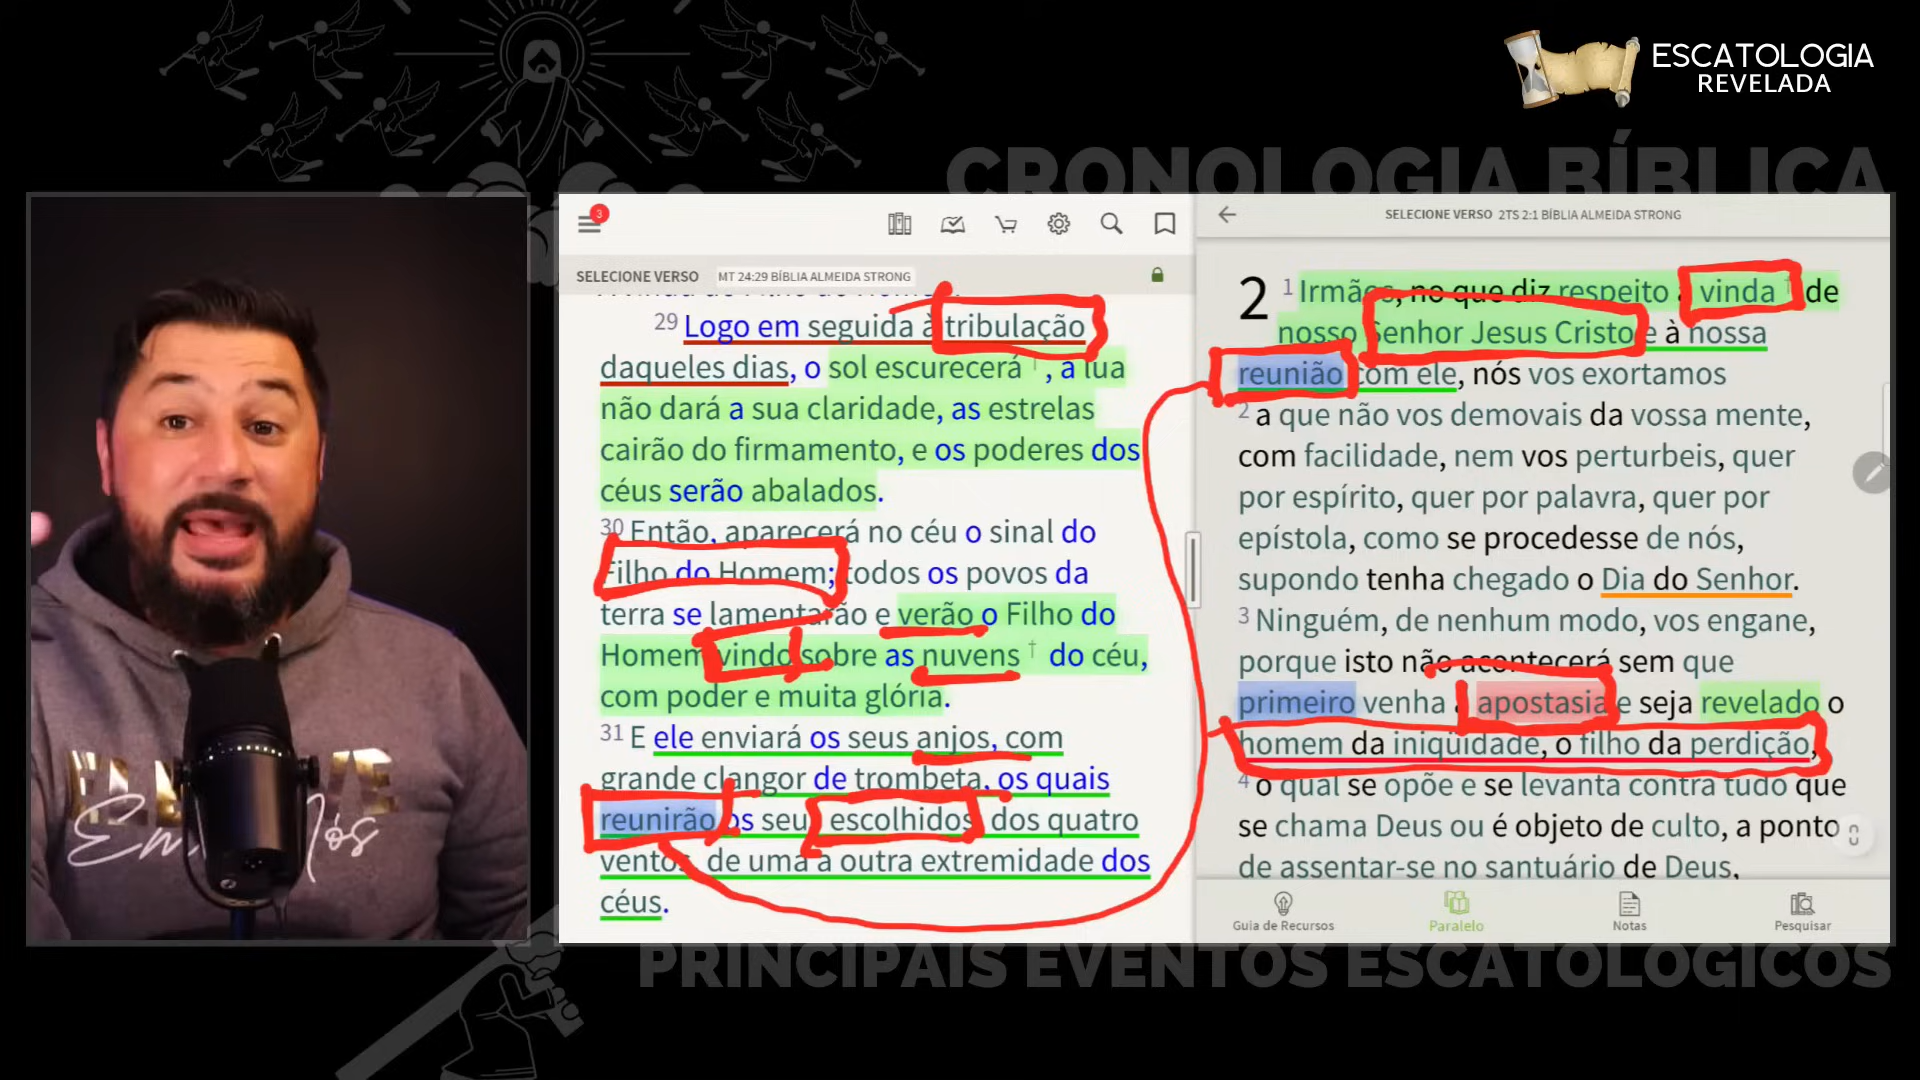 ESCATOLOGIA
REVELADA
CRONOLOGIA BÍBLICA
3
SELECIONE VERSO MT 24:29 BÍBLIA ALMEIDA STRONG
29 Logo em seguida à tribulação
daqueles dias, o sol escurecerá † , a lua
não dará a sua claridade, as estrelas
cairão do firmamento, e os poderes dos
céus serão abalados.
30 Então, aparecerá no céu o sinal do
Filho do Homem; todos os povos da
terra se lamentarão e verão o Filho do
Homem vindo sobre as nuvens † do céu,
com poder e muita glória.
31 E ele enviará os seus anjos, com
grande clangor de trombeta, os quais
reunirão os seus escolhidos dos quatro
ventos, de uma a outra extremidade dos
céus.
SELECIONE VERSO 2TS 2:1 BÍBLIA ALMEIDA STRONG
2 1 Irmãos, no que diz respeito à vinda † de
nosso Senhor Jesus Cristo e à nossa
reunião com ele, nós vos exortamos
2 a que não vos demovais da vossa mente,
com facilidade, nem vos perturbeis, quer
por espírito, quer por palavra, quer por
epístola, como se procedesse de nós,
supondo tenha chegado o Dia do Senhor.
3 Ninguém, de nenhum modo, vos engane,
porque isto não acontecerá sem que
primeiro venha a apostasia e seja revelado o
homem da iniquidade, o filho da perdição,
4 o qual se opõe e se levanta contra tudo que
se chama Deus ou é objeto de culto, a ponto
de assentar-se no santuário de Deus,
Guia de Recursos
Paralelo
Notas
Pesquisar
PRINCIPAIS EVENTOS ESCATOLÓGICOS